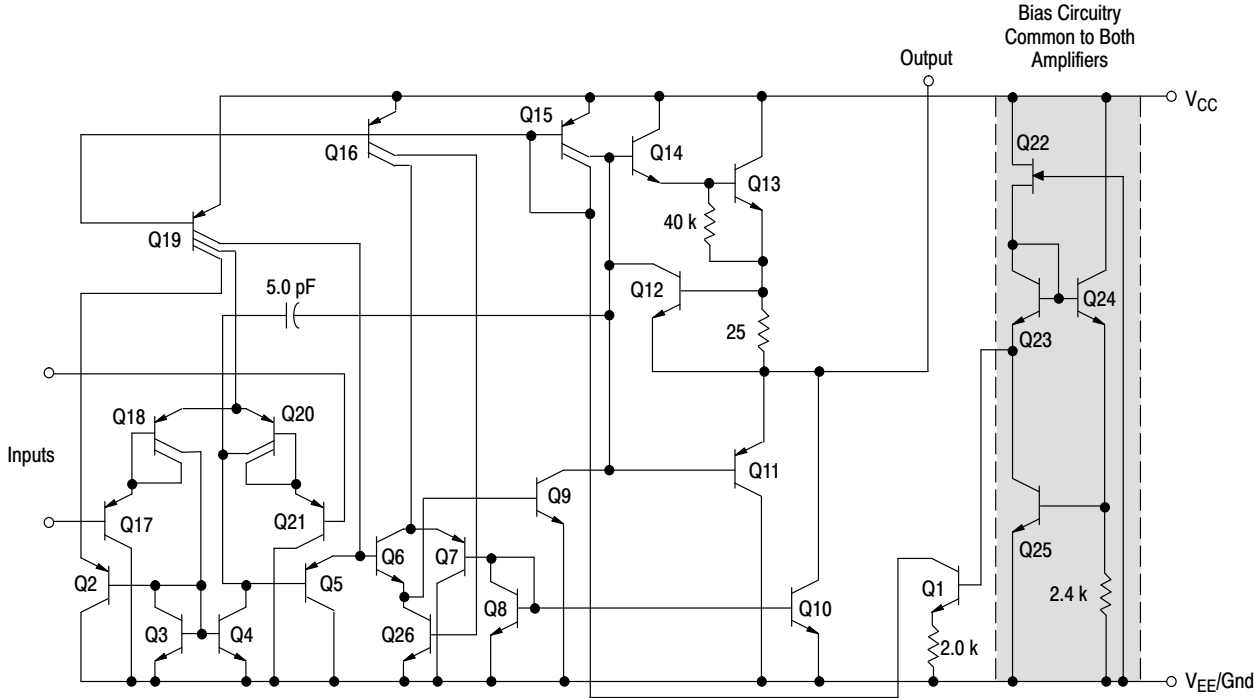 Bias Circuitry
Common to Both
Amplifiers
Output
V_CC
Q15
Q22
Q16
Q14
Q13
40 k
Q19
5.0 pF
Q12
Q24
25
Q23
Q18
Q20
Inputs
Q11
Q9
Q17
Q21
Q25
Q2
Q5
Q6
Q7
Q1
2.4 k
Q3
Q4
Q8
Q10
Q26
2.0 k
V_EE/Gnd